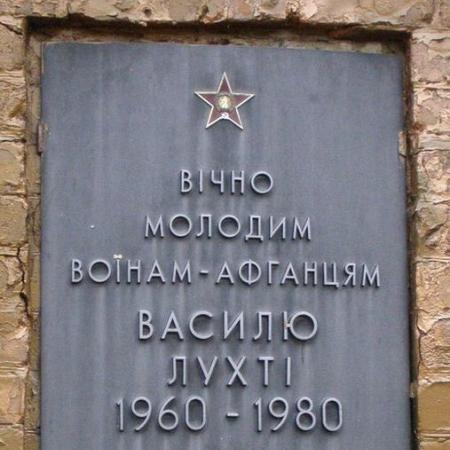 ВІЧНО
МОЛОДИМ
ВОЇНАМ-АФГАНЦЯМ
ВАСИЛЮ
ЛУХТІ
1960 - 1980